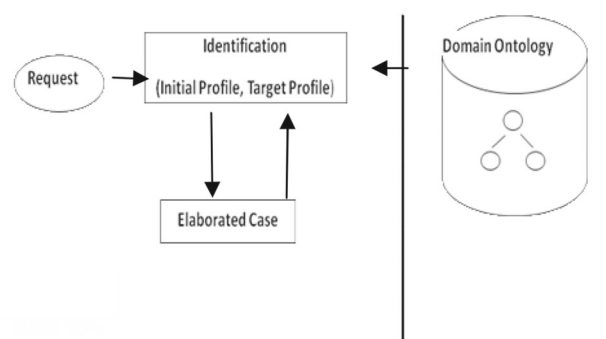 Request
Identification
(Initial Profile, Target Profile)
Domain Ontology
Elaborated Case